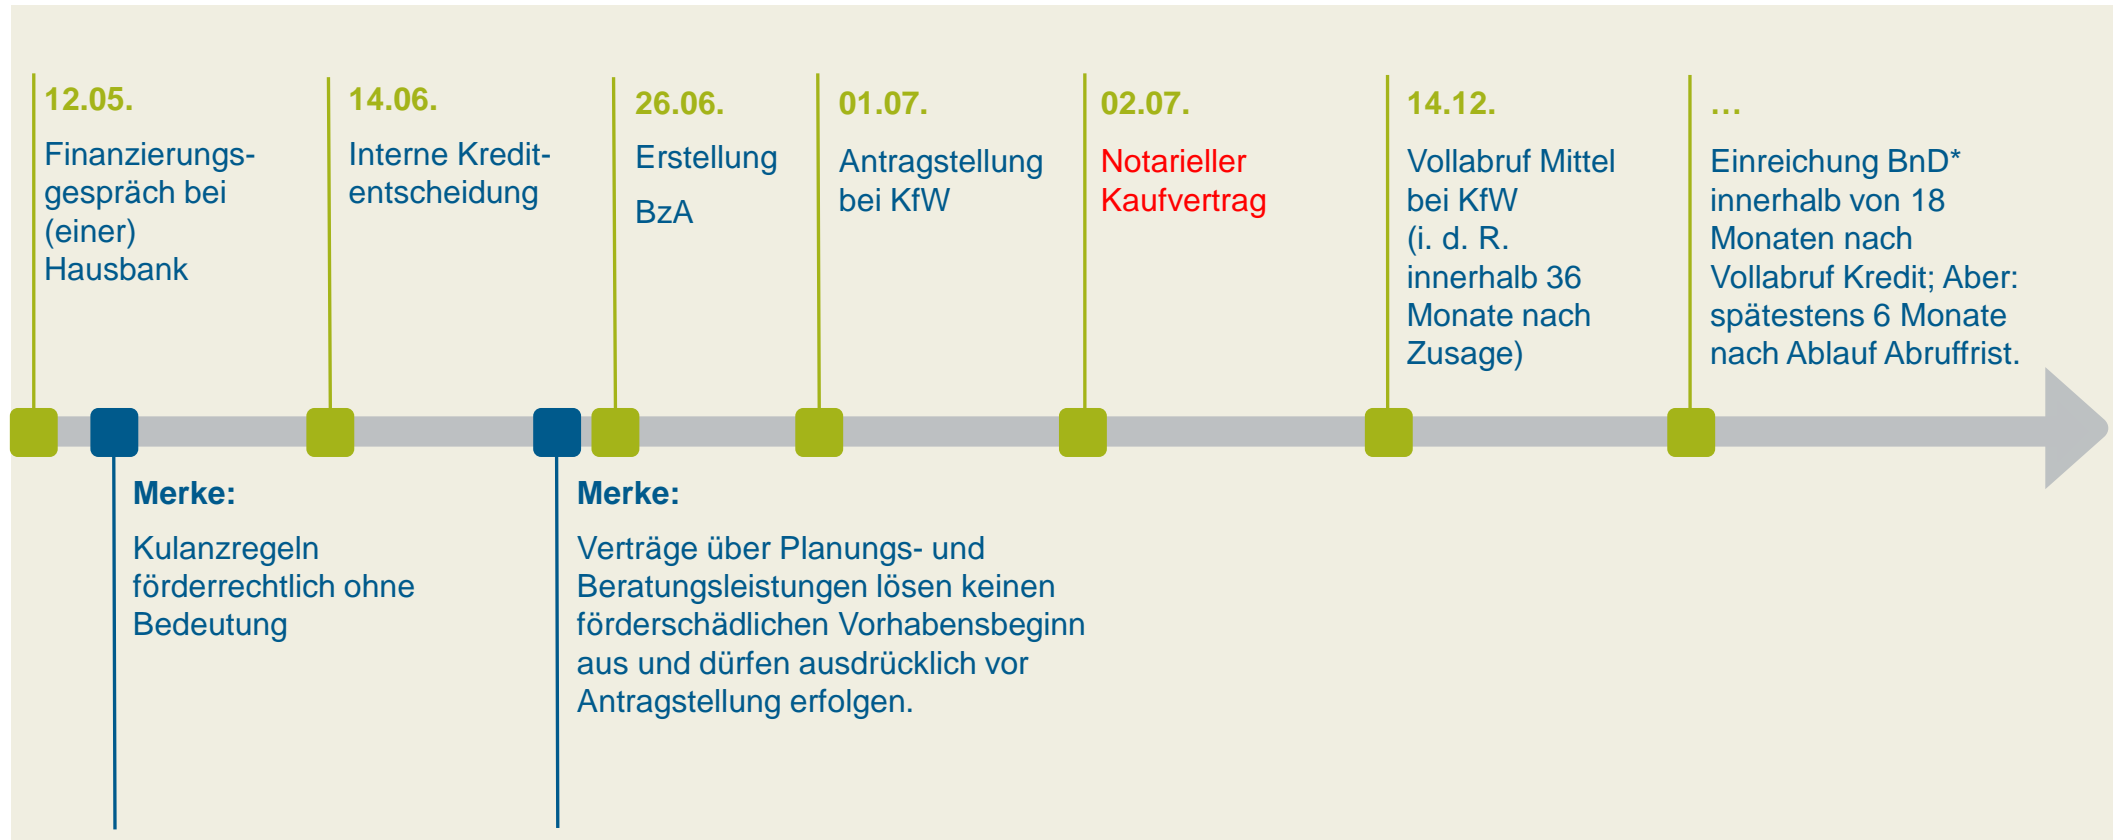 12.05.
Finanzierungs-
gespräch bei
(einer)
Hausbank
14.06.
Interne Kredit-
entscheidung
26.06.
Erstellung
BzA
01.07.
Antragstellung
bei KfW
02.07.
Notarieller
Kaufvertrag
14.12.
Vollabruf Mittel
bei KfW
(i. d. R.
innerhalb 36
Monate nach
Zusage)
…
Einreichung BnD*
innerhalb von 18
Monaten nach
Vollabruf Kredit; Aber:
spätestens 6 Monate
nach Ablauf Abruffrist.
Merke:
Kulanzregeln
förderrechtlich ohne
Bedeutung
Merke:
Verträge über Planungs- und
Beratungsleistungen lösen keinen
förderschädlichen Vorhabensbeginn
aus und dürfen ausdrücklich vor
Antragstellung erfolgen.